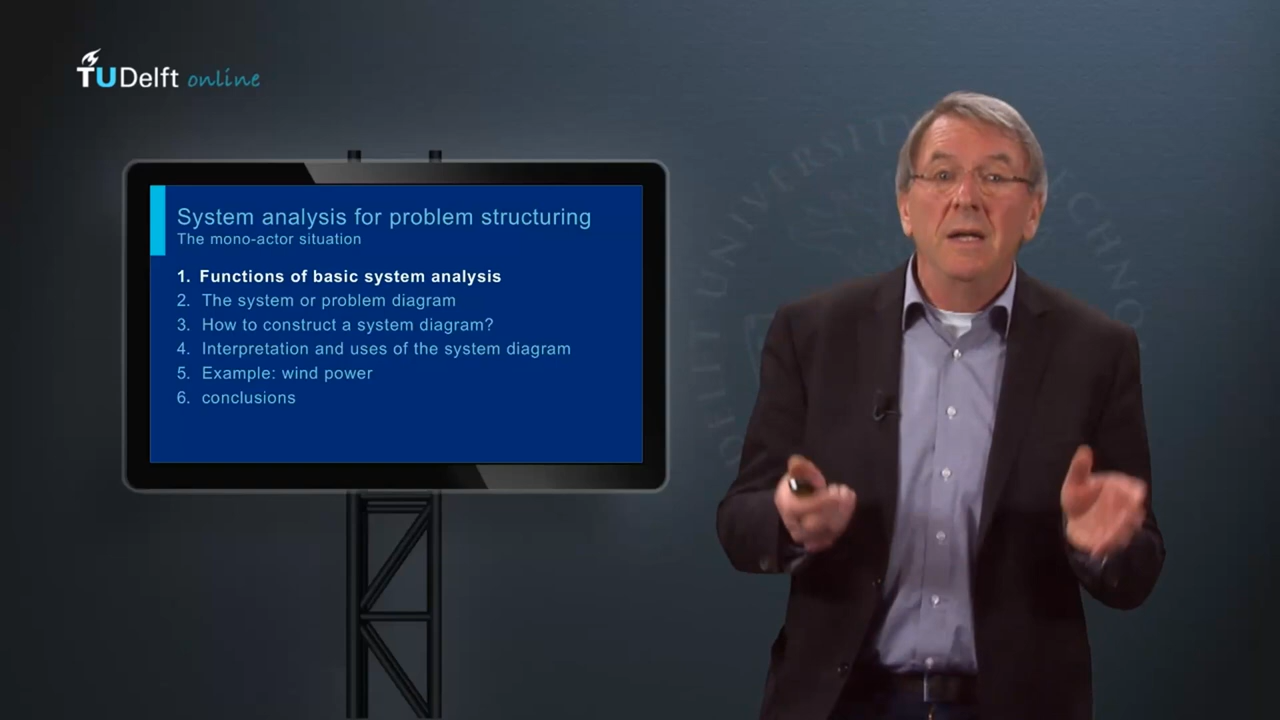 TUDelft online
System analysis for problem structuring
The mono-actor situation
1. Functions of basic system analysis
2. The system or problem diagram
3. How to construct a system diagram?
4. Interpretation and uses of the system diagram
5. Example: wind power
6. conclusions